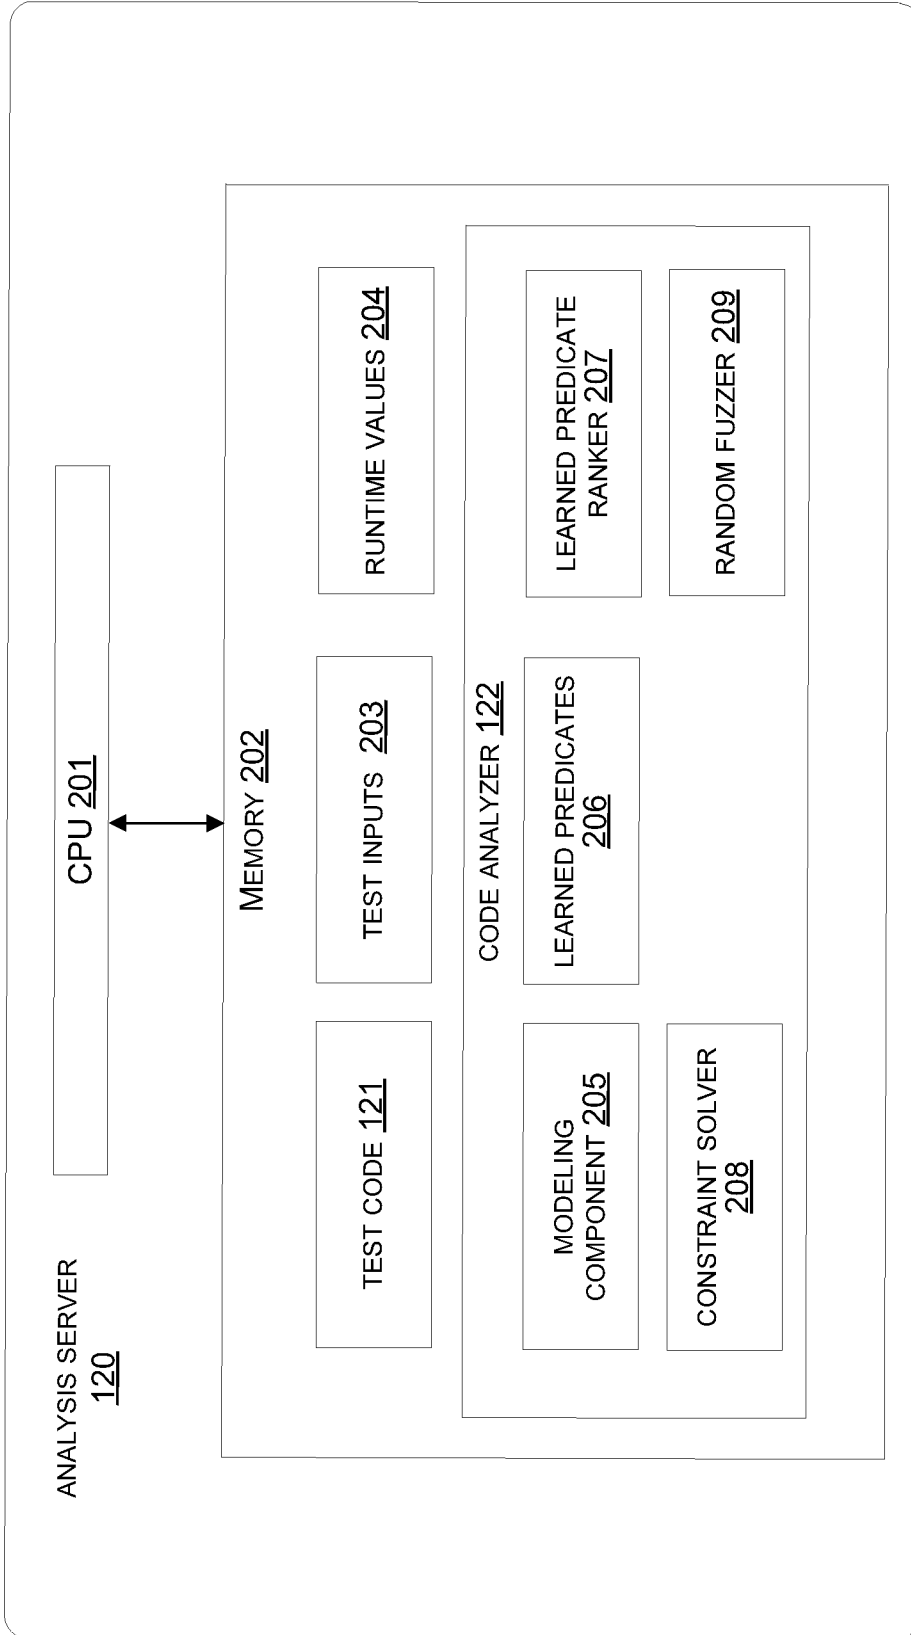 ANALYSIS SERVER
120
CPU 201
MEMORY 202
TEST CODE 121
TEST INPUTS 203
RUNTIME VALUES 204
CODE ANALYZER 122
MODELING
COMPONENT 205
LEARNED PREDICATES
206
LEARNED PREDICATE
RANKER 207
CONSTRAINT SOLVER
208
RANDOM FUZZER 209